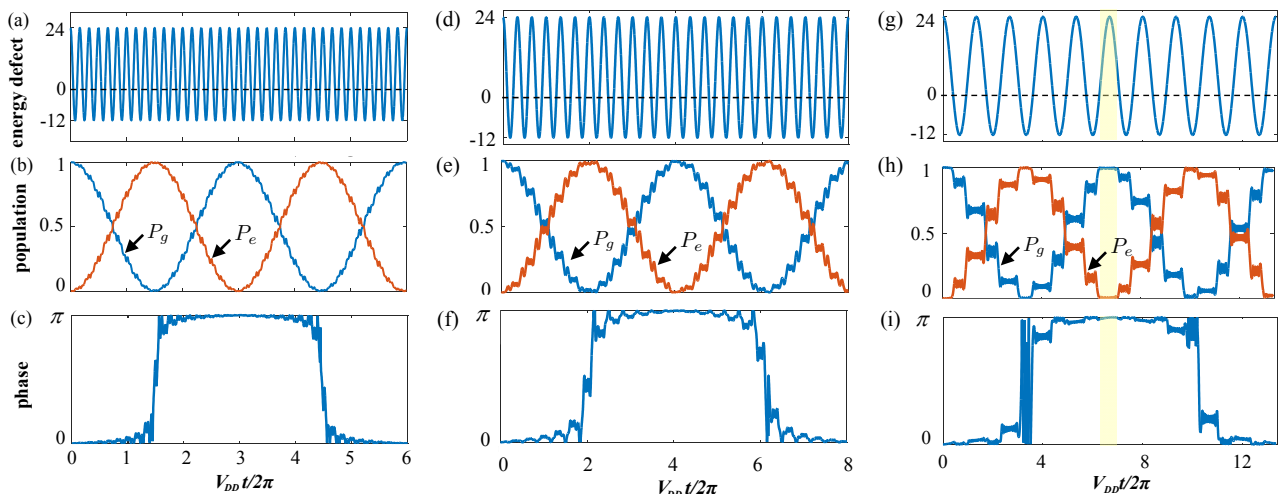 (a)
energy defect
24
0
-12
(b)
population
1
0.5
0
P_g
P_e
(c)
phase
π
0
0 1 2 3 4 5 6
V_DD t/2π
(d)
24
0
-12
(e)
1
0.5
0
P_g
P_e
(f)
π
0
0 2 4 6 8
V_DD t/2π
(g)
24
0
-12
(h)
1
0.5
0
P_g
P_e
(i)
π
0
0 4 8 12
V_DD t/2π